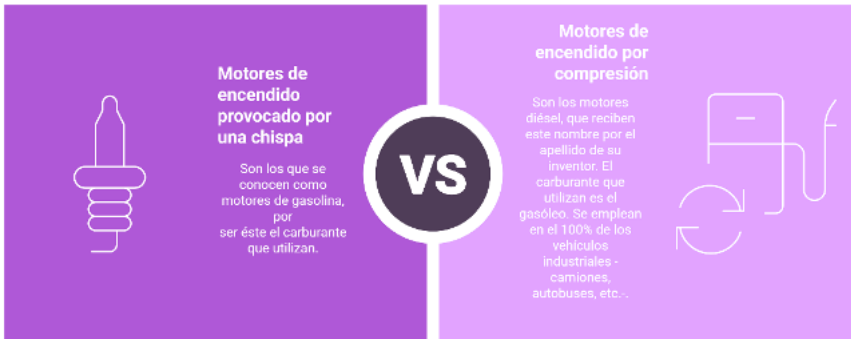 Motores de
encendido
provocado por
una chispa
Son los que se
conocen como
motores de gasolina,
por
ser éste el carburante
que utilizan.
VS
Motores de
encendido por
compresión
Son los motores
diésel, que reciben
este nombre por el
apellido de su
inventor. El
carburante que
utilizan es el
gasóleo. Se emplean
en el 100% de los
vehículos
industriales -
camiones,
autobuses, etc.-.